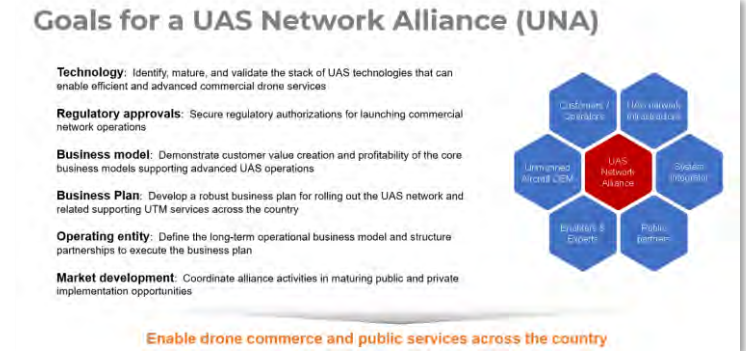 Goals for a UAS Network Alliance (UNA)
Technology: Identify, mature, and validate the stack of UAS technologies that can
enable efficient and advanced commercial drone services
Regulatory approvals: Secure regulatory authorizations for launching commercial
network operations
Business model: Demonstrate customer value creation and profitability of the core
business models supporting advanced UAS operations
Business Plan: Develop a robust business plan for rolling out the UAS network and
related supporting UTM services across the country
Operating entity: Define the long-term operational business model and structure
partnerships to execute the business plan
Market development: Coordinate alliance activities in maturing public and private
implementation opportunities
Customers /
Operators
UAS network
Infrastructure
Unmanned
Aircraft OEM
UAS
Network
Alliance
System
Integrator
Enablers &
Experts
Public
partners
Enable drone commerce and public services across the country